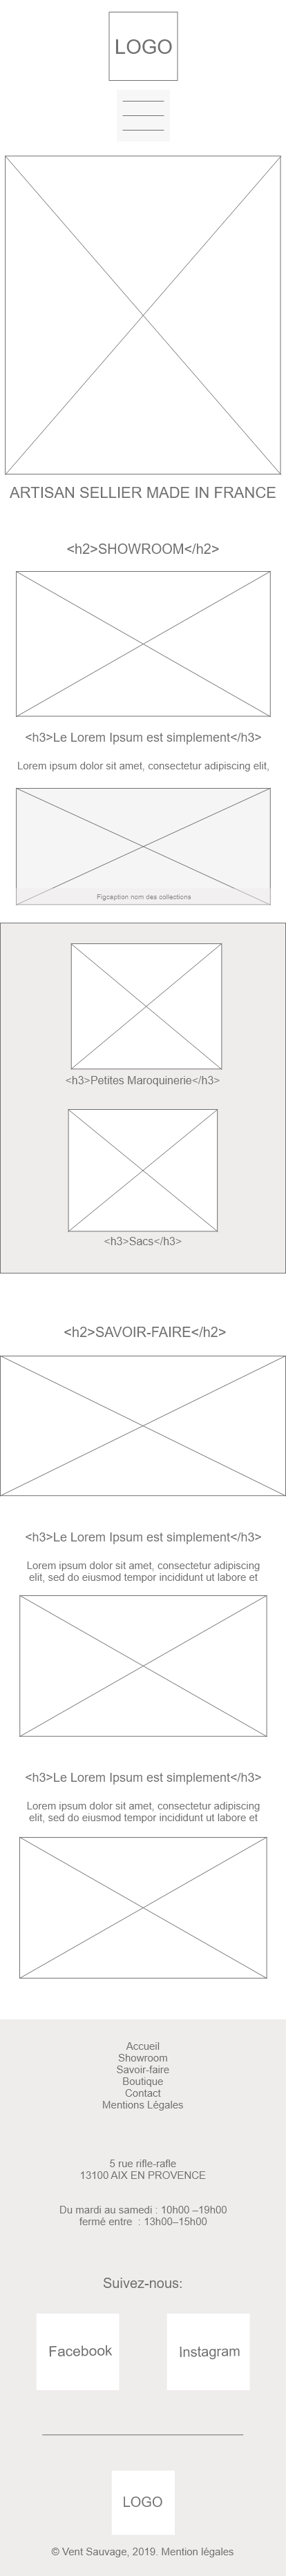 LOGO
ARTISAN SELLIER MADE IN FRANCE
<h2>SHOWROOM</h2>
<h3>Le Lorem Ipsum est simplement</h3>
Lorem ipsum dolor sit amet, consectetur adipiscing elit,
Figcaption nom des collections
<h3>Petites Maroquinerie</h3>
<h3>Sacs</h3>
<h2>SAVOIR-FAIRE</h2>
<h3>Le Lorem Ipsum est simplement</h3>
Lorem ipsum dolor sit amet, consectetur adipiscing
elit, sed do eiusmod tempor incididunt ut labore et
<h3>Le Lorem Ipsum est simplement</h3>
Lorem ipsum dolor sit amet, consectetur adipiscing
elit, sed do eiusmod tempor incididunt ut labore et
Accueil
Showroom
Savoir-faire
Boutique
Contact
Mentions Légales
5 rue rifle-rafle
13100 AIX EN PROVENCE
Du mardi au samedi : 10h00 –19h00
fermé entre  : 13h00–15h00
Suivez-nous:
Facebook
Instagram
LOGO
© Vent Sauvage, 2019. Mention légales